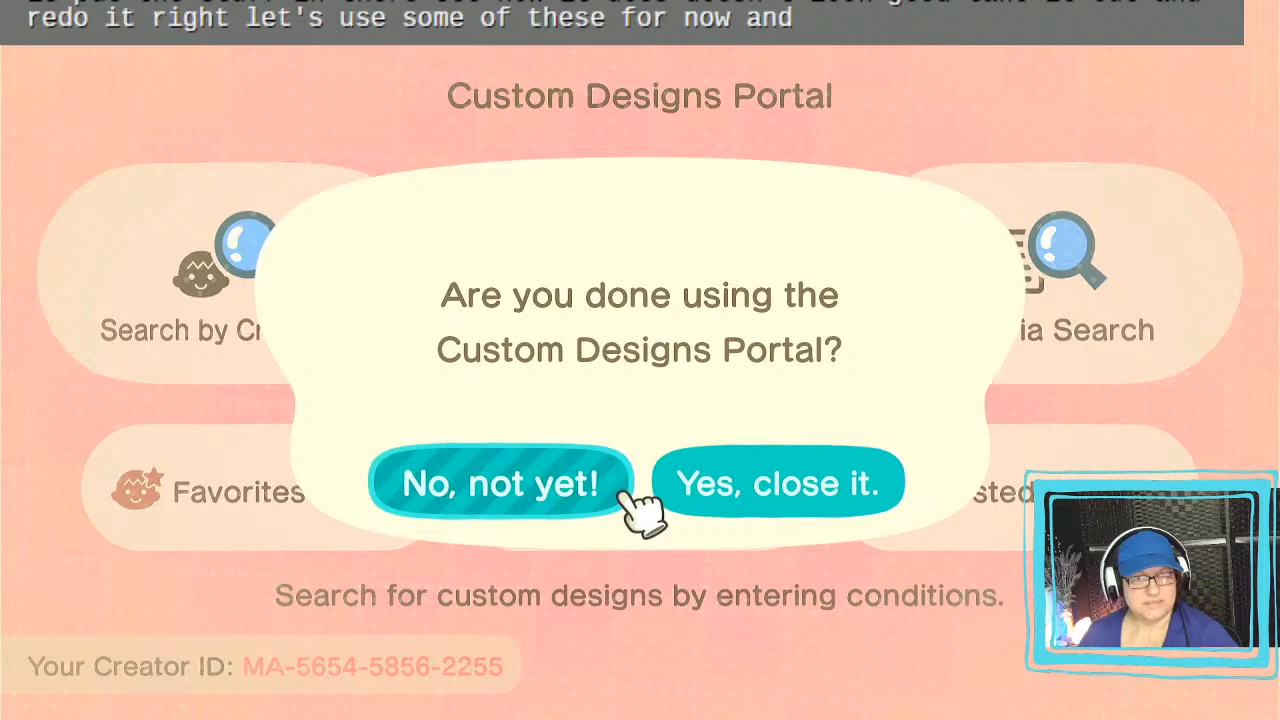 redo it right let's use some of these for now and
Custom Designs Portal
Are you done using the
Custom Designs Portal?
Search by Cr
ia Search
No, not yet!
Yes, close it.
Favorites
sted
Search for custom designs by entering conditions.
Your Creator ID: MA-5654-5856-2255